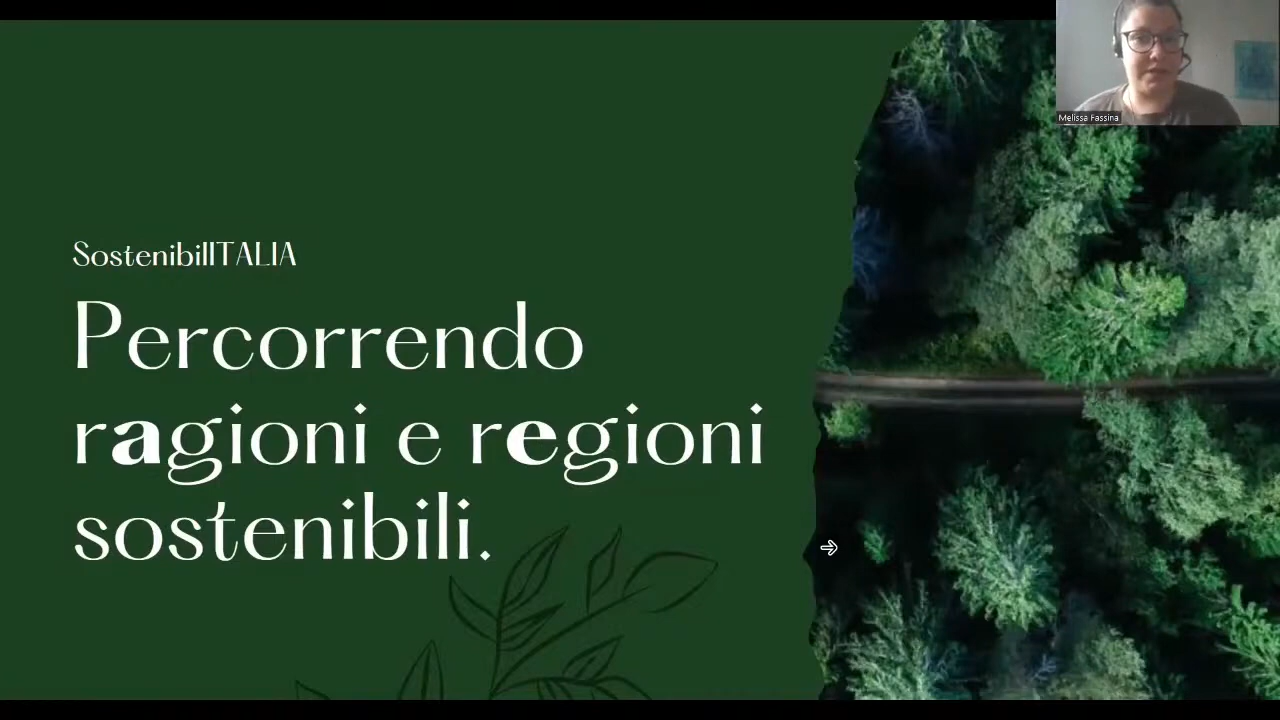 SostenibilITALIA
Percorrendo
ragioni e regioni
sostenibili.
Melissa Fassina